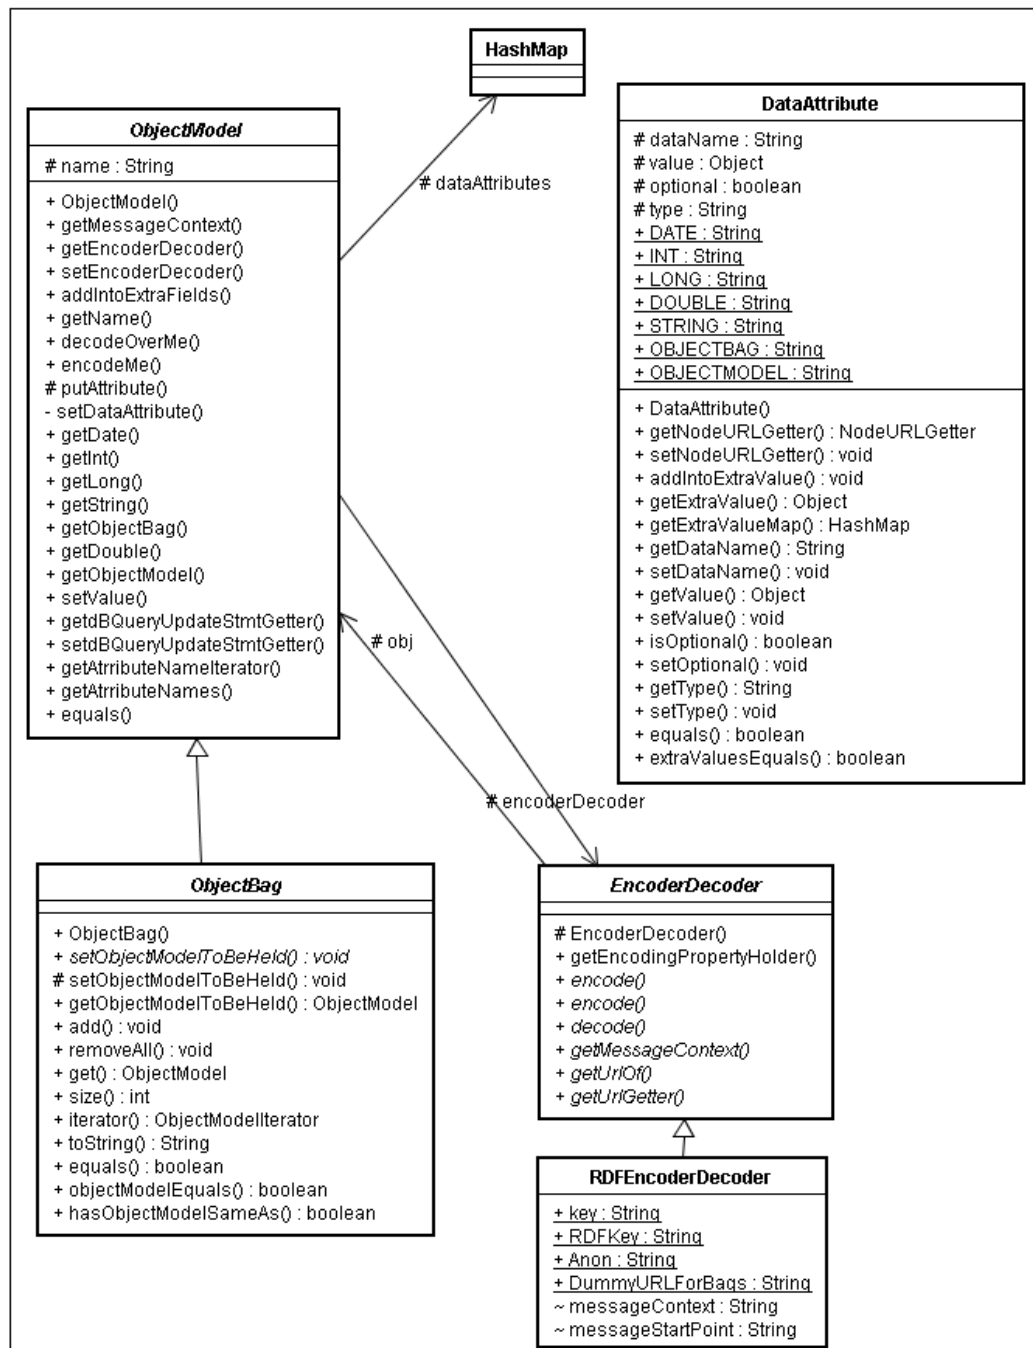 HashMap
ObjectModel
# name : String
+ ObjectModel()
+ getMessageContext()
+ getEncoderDecoder()
+ setEncoderDecoder()
+ addIntoExtraFields()
+ getName()
+ decodeOverMe()
+ encodeMe()
# putAttribute()
- setDataAttribute()
+ getDate()
+ getInt()
+ getLong()
+ getString()
+ getObjectBag()
+ getDouble()
+ getObjectModel()
+ setValue()
+ getdBQueryUpdateStmtGetter()
+ setdBQueryUpdateStmtGetter()
+ getAtrributeNameIterator()
+ getAtrributeNames()
+ equals()
# dataAttributes
DataAttribute
# dataName : String
# value : Object
# optional : boolean
# type : String
+ DATE : String
+ INT : String
+ LONG : String
+ DOUBLE : String
+ STRING : String
+ OBJECTBAG : String
+ OBJECTMODEL : String
+ DataAttribute()
+ getNodeURLGetter() : NodeURLGetter
+ setNodeURLGetter() : void
+ addIntoExtraValue() : void
+ getExtraValue() : Object
+ getExtraValueMap() : HashMap
+ getDataName() : String
+ setDataName() : void
+ getValue() : Object
+ setValue() : void
+ isOptional() : boolean
+ setOptional() : void
+ getType() : String
+ setType() : void
+ equals() : boolean
+ extraValuesEquals() : boolean
# obj
# encoderDecoder
ObjectBag
+ ObjectBag()
+ setObjectModelToBeHeld() : void
# setObjectModelToBeHeld() : void
+ getObjectModelToBeHeld() : ObjectModel
+ add() : void
+ removeAll() : void
+ get() : ObjectModel
+ size() : int
+ iterator() : ObjectModelIterator
+ toString() : String
+ equals() : boolean
+ objectModelEquals() : boolean
+ hasObjectModelSameAs() : boolean
EncoderDecoder
# EncoderDecoder()
+ getEncodingPropertyHolder()
+ encode()
+ encode()
+ decode()
+ getMessageContext()
+ getUrlOf()
+ getUrlGetter()
RDFEncoderDecoder
+ key : String
+ RDFKey : String
+ Anon : String
+ DummyURLForBags : String
~ messageContext : String
~ messageStartPoint : String